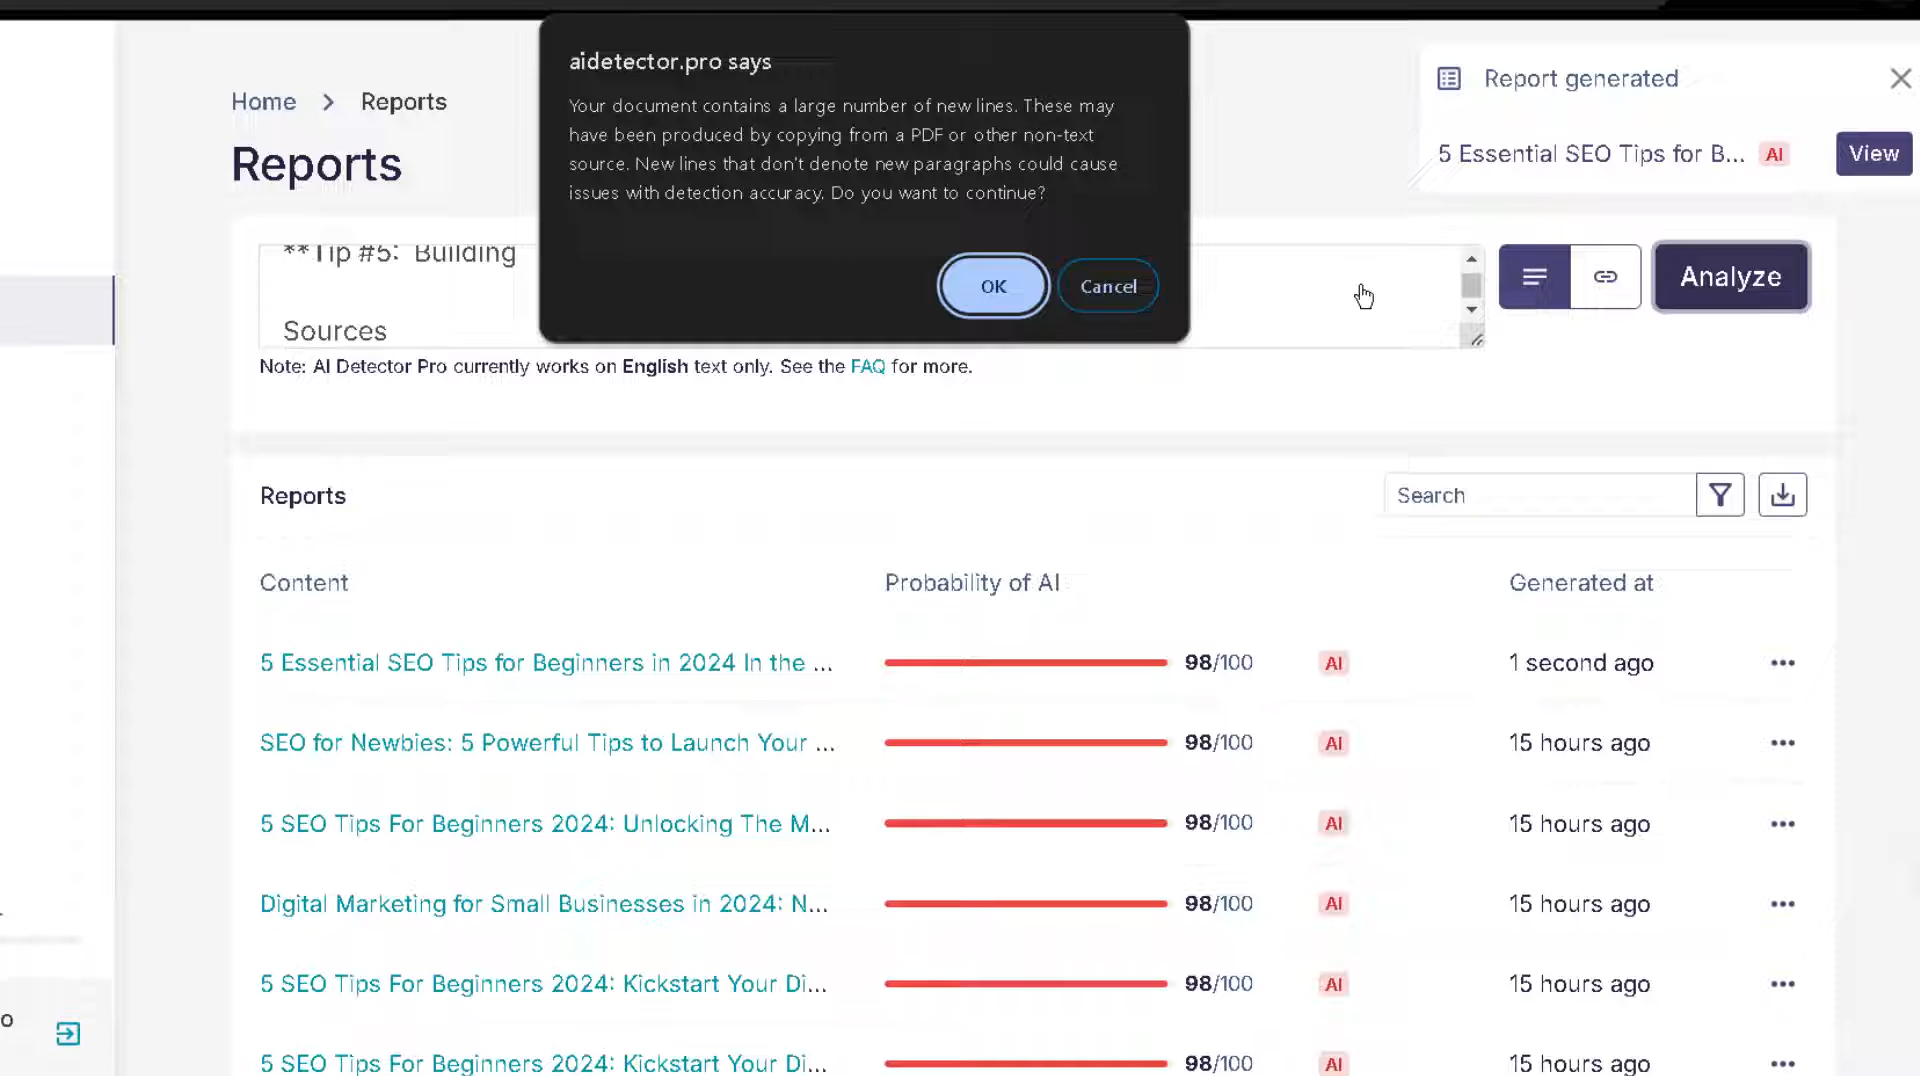 aidetector.pro says
Your document contains a large number of new lines. These may
have been produced by copying from a PDF or other non-text
source. New lines that don't denote new paragraphs could cause
issues with detection accuracy. Do you want to continue?
OK
Cancel
Report generated
5 Essential SEO Tips for B...
AI
View
Home > Reports
Reports
**Tip #5: Building
Sources
Analyze
Note: AI Detector Pro currently works on English text only. See the FAQ for more.
Reports
Search
Content Probability of AI Generated at
5 Essential SEO Tips for Beginners in 2024 In the ... 98/100 AI 1 second ago
SEO for Newbies: 5 Powerful Tips to Launch Your ... 98/100 AI 15 hours ago
5 SEO Tips For Beginners 2024: Unlocking The M... 98/100 AI 15 hours ago
Digital Marketing for Small Businesses in 2024: N... 98/100 AI 15 hours ago
5 SEO Tips For Beginners 2024: Kickstart Your Di... 98/100 AI 15 hours ago
5 SEO Tips For Beginners 2024: Kickstart Your Di... 98/100 AI 15 hours ago
o